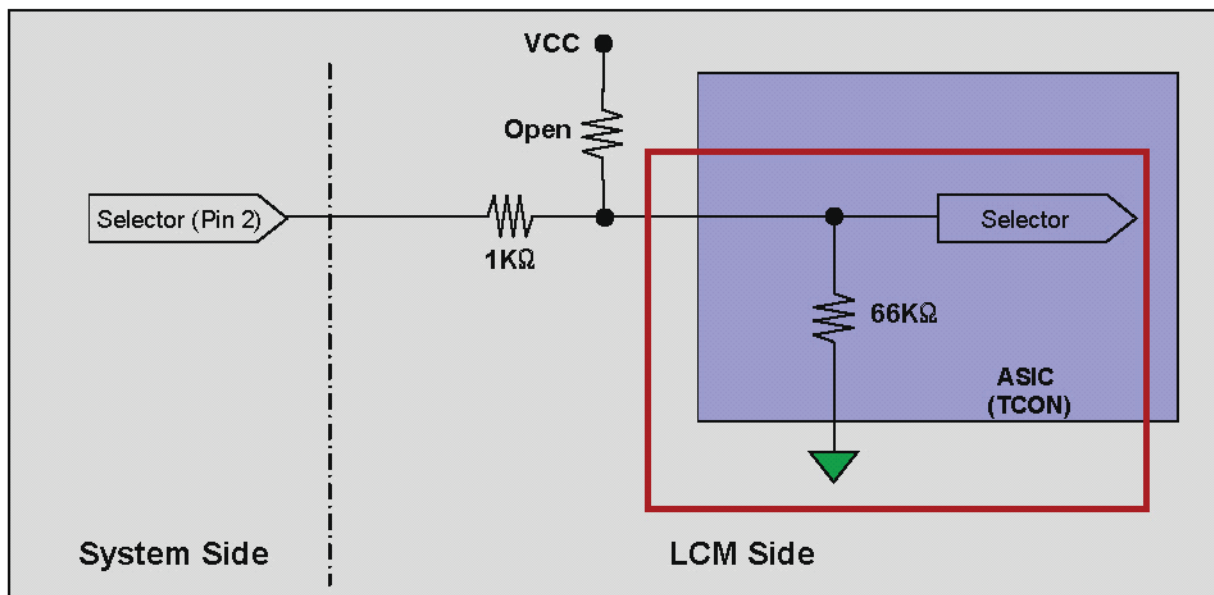 VCC
Open
Selector (Pin 2)
1KΩ
Selector
66KΩ
ASIC
(TCON)
System Side
LCM Side